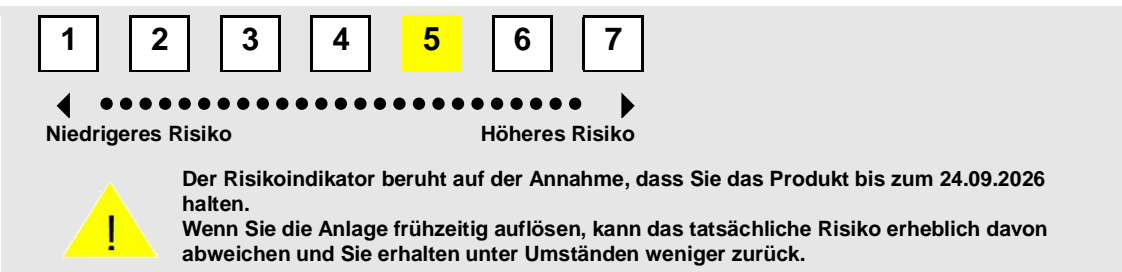 1 2 3 4 5 6 7
Niedrigeres Risiko Höheres Risiko
Der Risikoindikator beruht auf der Annahme, dass Sie das Produkt bis zum 24.09.2026
halten.
Wenn Sie die Anlage frühzeitig auflösen, kann das tatsächliche Risiko erheblich davon
abweichen und Sie erhalten unter Umständen weniger zurück.
!